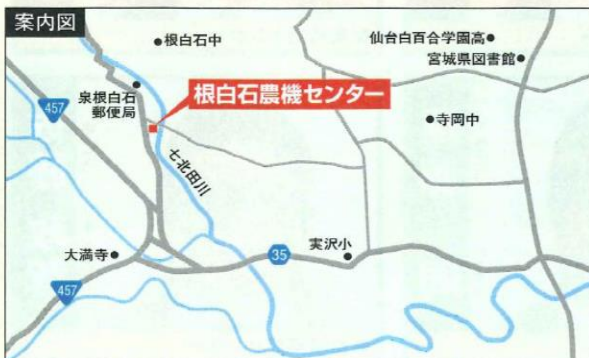 案内図
根白石中
仙台白百合学園高
宮城県図書館
泉根白石
郵便局
457
根白石農機センター
寺岡中
七北田川
大満寺
35
実沢小
457